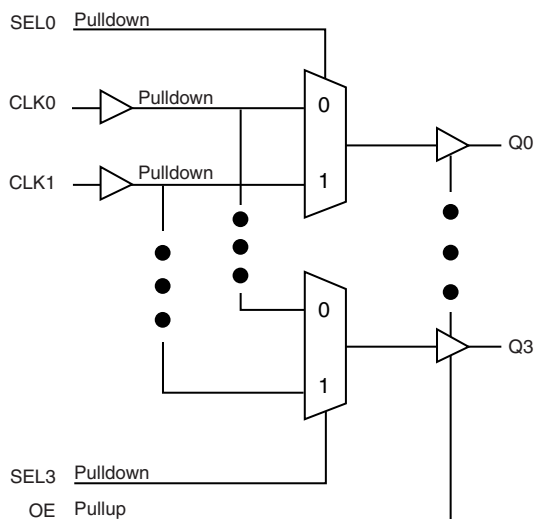 SEL0 Pulldown
CLK0 Pulldown
0
CLK1 Pulldown
1
Q0
0
1
Q3
SEL3 Pulldown
OE Pullup